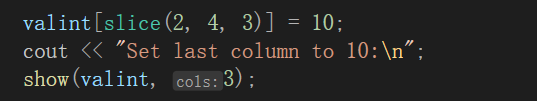 valint[slice(2, 4, 3)] = 10;
cout << "Set last column to 10:\n";
show(valint, cols:3);